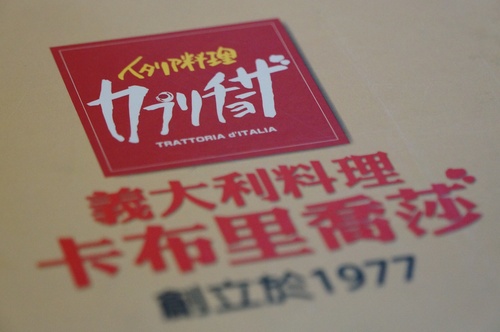 イタリア料理
カプリチョーザ
TRATTORIA d'ITALIA
義大利料理
卡布里喬莎
創立於1977